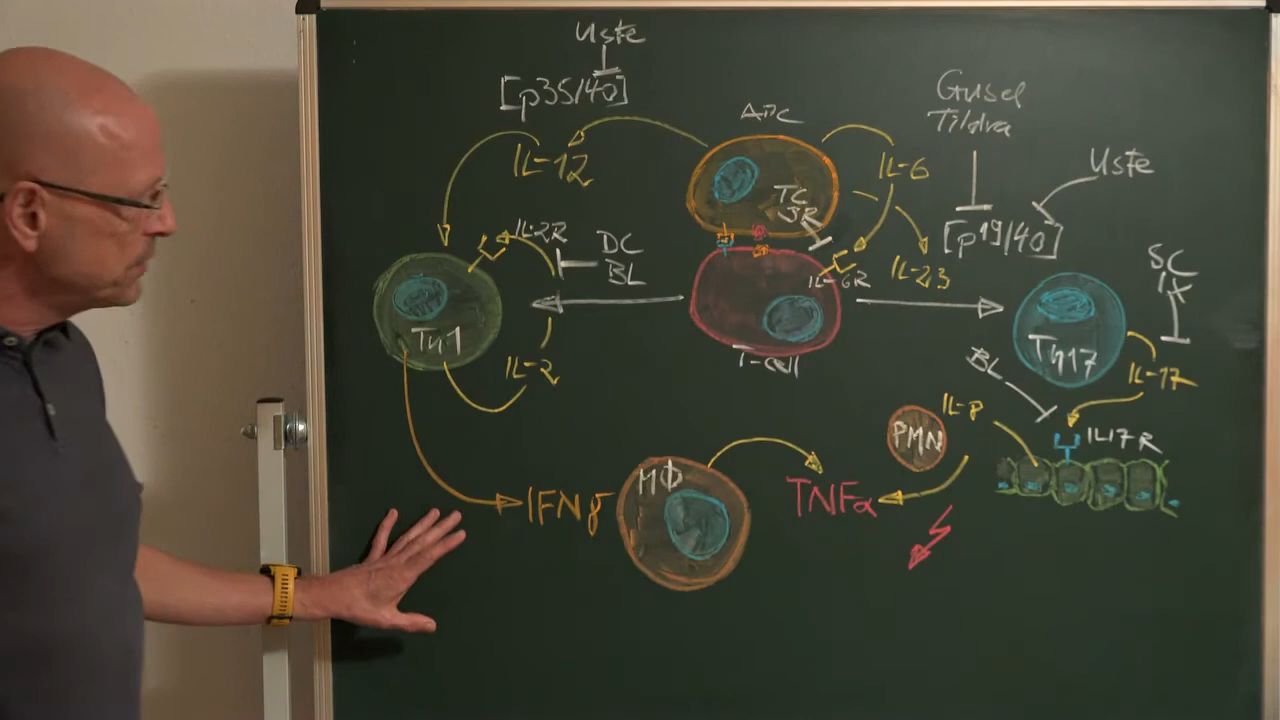 Uste
[p35/40]
APC
Gusel
Tildra
Uste
IL-12
IL-6
TC
SR
[p19/40]
IL-2R
DC
BL
IL-6R
IL-23
SC
IX
TH1
T-cell
TH17
IL-2
BL
IL-17
IL-8
PMN
IL17R
MΦ
IFNγ
TNFα